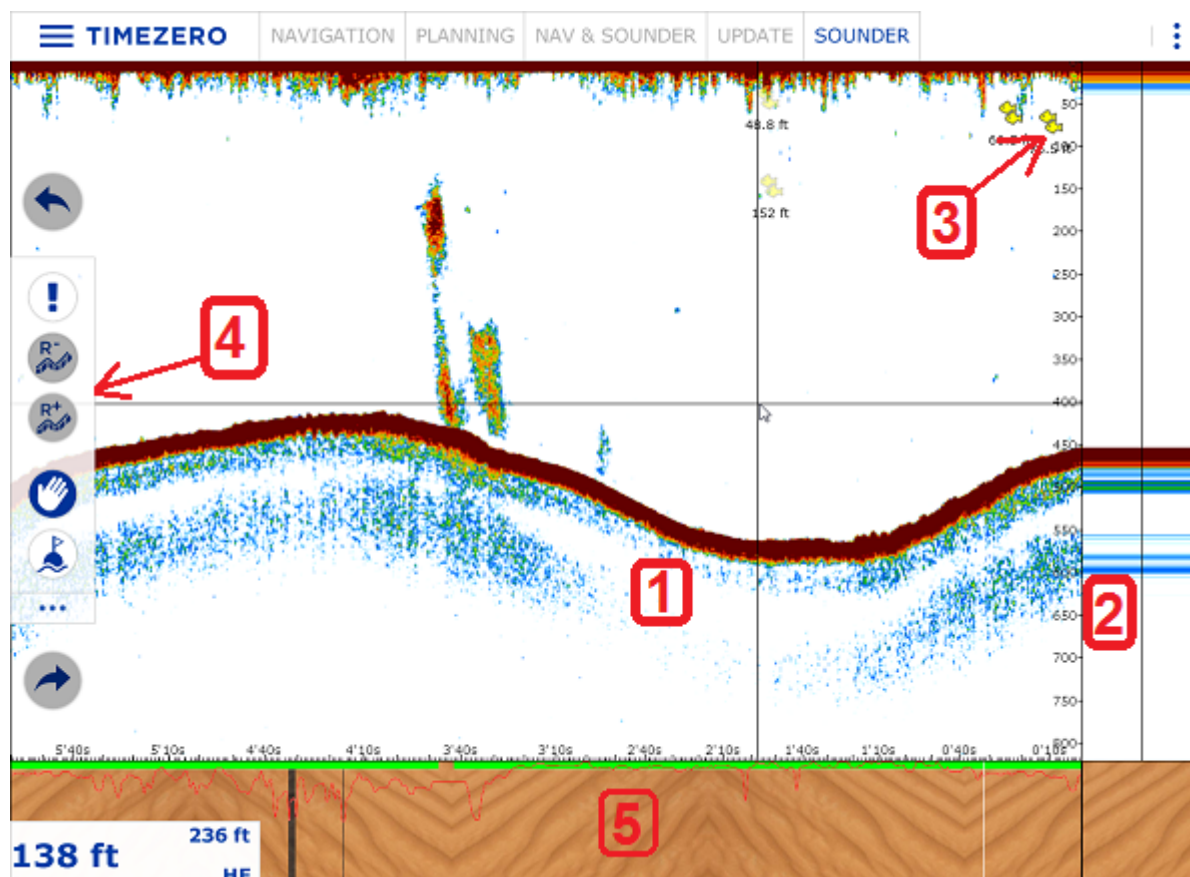 TIMEZERO NAVIGATION PLANNING NAV & SOUNDER UPDATE SOUNDER
50
48.8 ft
100
3
150
152 ft
200
250
!
300
4
R-
350
R+
400
450
500
550
1
2
650
700
750
5'40s 5'10s 4'40s 4'10s 3'40s 3'10s 2'40s 2'10s 1'40s 1'10s 0'40s 0'10s 800
5
236 ft
138 ft
HF